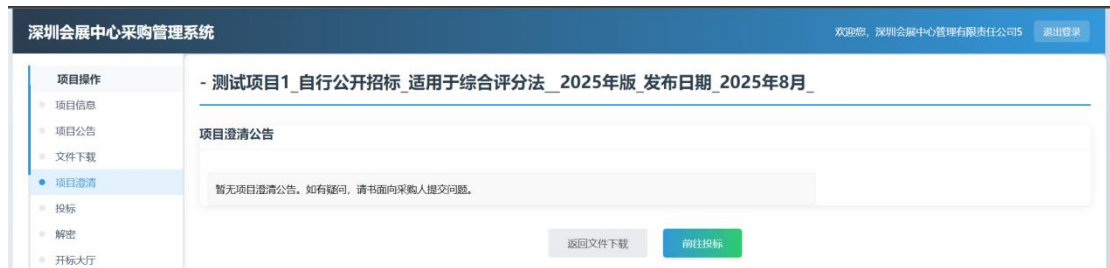 深圳会展中心采购管理系统
欢迎您，深圳会展中心管理有限责任公司5 退出登录
项目操作
项目信息
项目公告
文件下载
项目澄清
投标
解密
开标大厅
- 测试项目1_自行公开招标_适用于综合评分法__2025年版_发布日期_2025年8月_
项目澄清公告
暂无项目澄清公告。如有疑问，请书面向采购人提交问题。
返回文件下载 前往投标